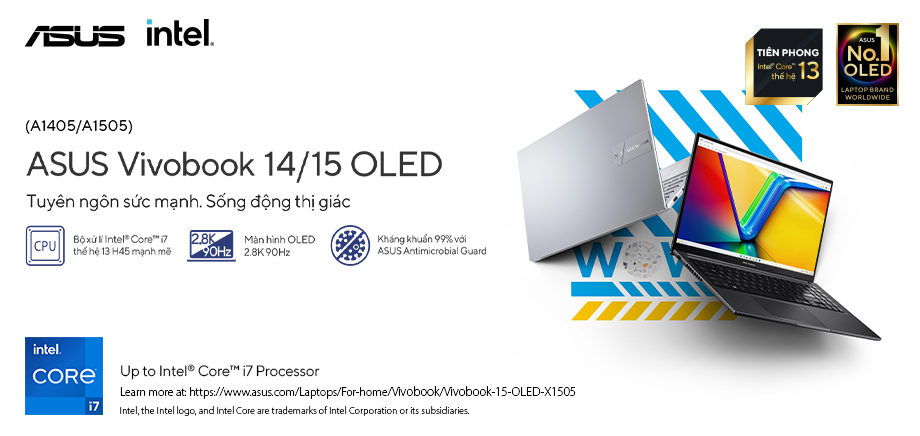 ASUS intel.
TIÊN PHONG
Intel® Core™
thế hệ 13
ASUS
No.1
OLED
LAPTOP BRAND
WORLDWIDE
(A1405/A1505)
ASUS Vivobook 14/15 OLED
Tuyên ngôn sức mạnh. Sống động thị giác
CPU
Bộ xử lí Intel® Core™ i7
thế hệ 13 H45 mạnh mẽ
2.8K
90Hz
Màn hình OLED
2.8K 90Hz
Kháng khuẩn 99% với
ASUS Antimicrobial Guard
WOW
intel.
CORE™
i7
Up to Intel® Core™ i7 Processor
Learn more at: https://www.asus.com/Laptops/For-home/Vivobook/Vivobook-15-OLED-X1505
Intel, the Intel logo, and Intel Core are trademarks of Intel Corporation or its subsidiaries.